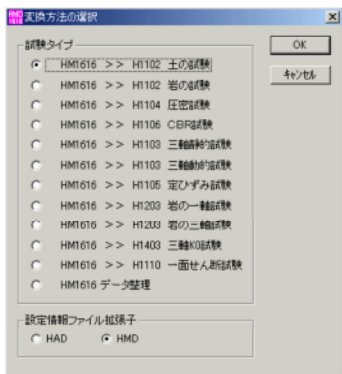 変換方法の選択
試験タイプ
OK
キャンセル
HM1616 >> H1102 土の試験
HM1616 >> H1102 岩の試験
HM1616 >> H1104 圧密試験
HM1616 >> H1106 CBR試験
HM1616 >> H1103 三軸静的試験
HM1616 >> H1103 三軸動的試験
HM1616 >> H1105 定ひずみ試験
HM1616 >> H1203 岩の一軸試験
HM1616 >> H1203 岩の三軸試験
HM1616 >> H1403 三軸K0試験
HM1616 >> H1110 一面せん断試験
HM1616 データ整理
設定情報ファイル拡張子
HAD HMD